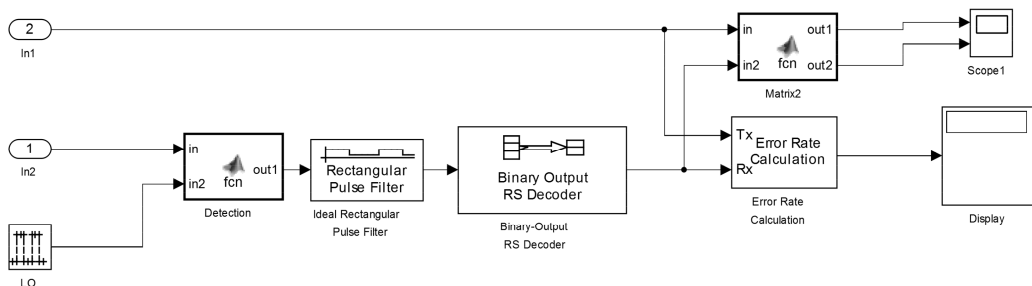 2
In1
in
in2
fcn
out1
out2
Matrix2
Scope1
1
In2
in
in2
fcn
out1
Detection
Rectangular
Pulse Filter
Ideal Rectangular
Pulse Filter
Binary Output
RS Decoder
Binary-Output
RS Decoder
Tx
Rx
Error Rate
Calculation
Error Rate
Calculation
Display
LO